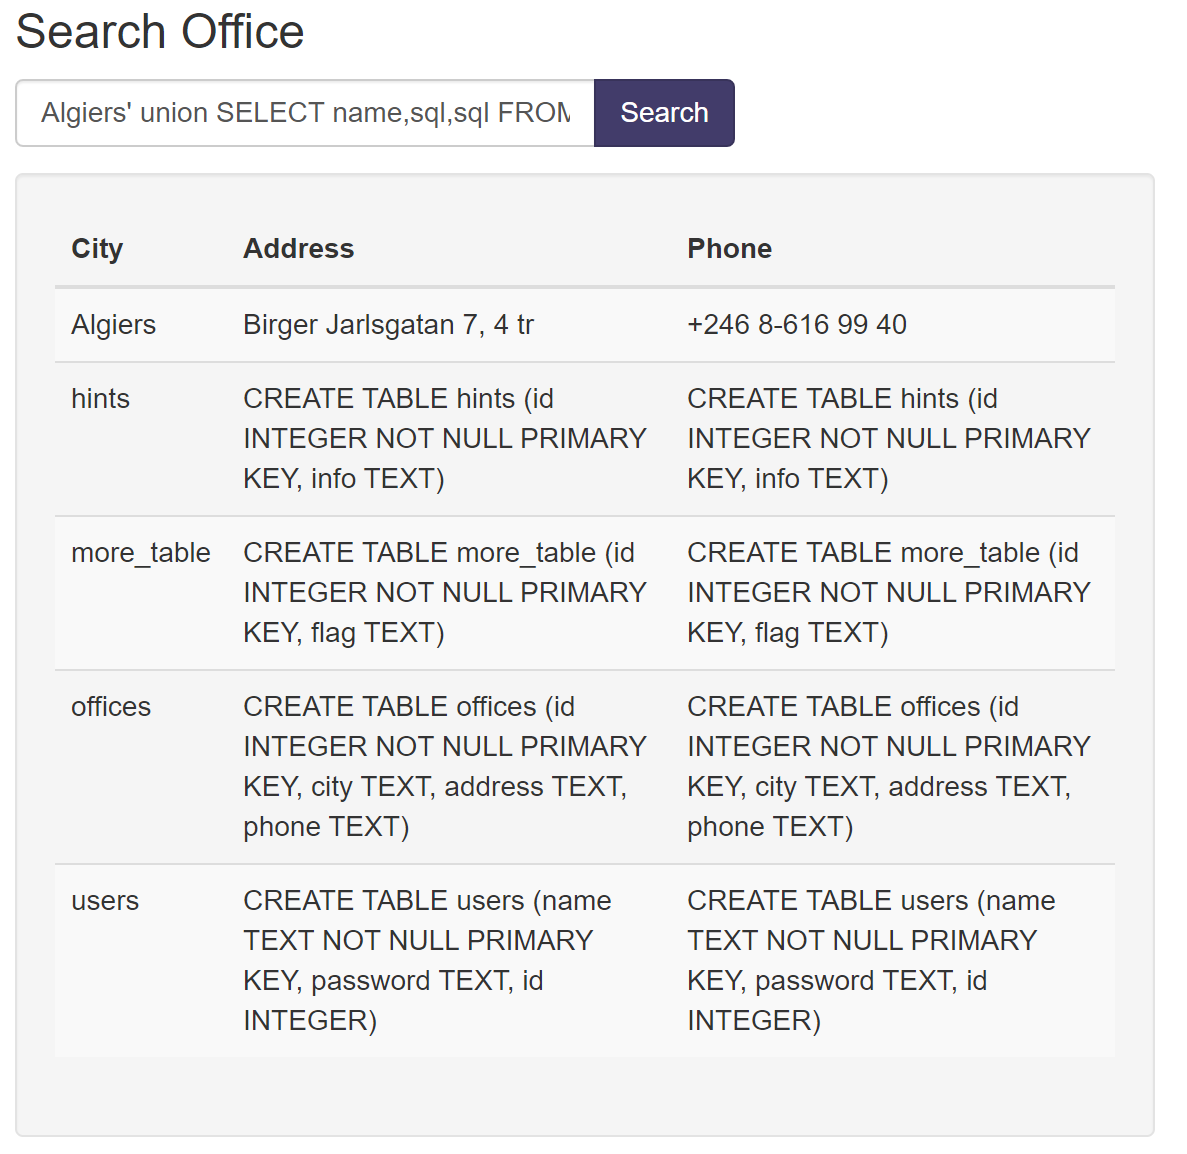 Search Office
Algiers' union SELECT name,sql,sql FROM
Search
City Address Phone
Algiers Birger Jarlsgatan 7, 4 tr +246 8-616 99 40
hints CREATE TABLE hints (id CREATE TABLE hints (id
INTEGER NOT NULL PRIMARY INTEGER NOT NULL PRIMARY
KEY, info TEXT) KEY, info TEXT)
more_table CREATE TABLE more_table (id CREATE TABLE more_table (id
INTEGER NOT NULL PRIMARY INTEGER NOT NULL PRIMARY
KEY, flag TEXT) KEY, flag TEXT)
offices CREATE TABLE offices (id CREATE TABLE offices (id
INTEGER NOT NULL PRIMARY INTEGER NOT NULL PRIMARY
KEY, city TEXT, address TEXT, KEY, city TEXT, address TEXT,
phone TEXT) phone TEXT)
users CREATE TABLE users (name CREATE TABLE users (name
TEXT NOT NULL PRIMARY TEXT NOT NULL PRIMARY
KEY, password TEXT, id KEY, password TEXT, id
INTEGER) INTEGER)